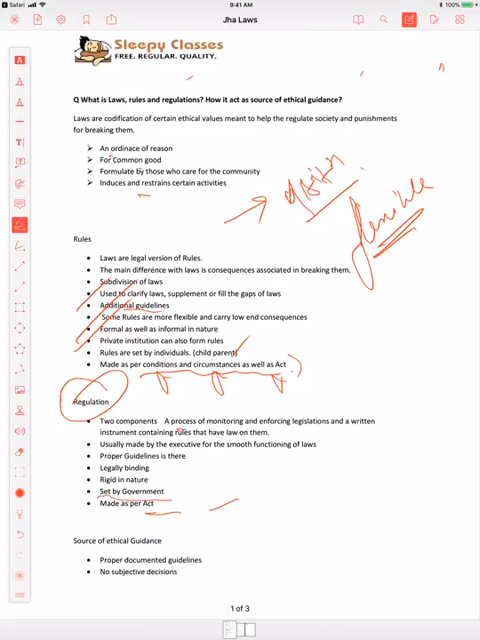 Safari
9:41 AM
100%
Jha Laws
Sleepy Classes
FREE. REGULAR. QUALITY.
Q What is Laws, rules and regulations? How it act as source of ethical guidance?
Laws are codification of certain ethical values meant to help the regulate society and punishments
for breaking them.
An ordinace of reason
For Common good
Formulate by those who care for the community
Induces and restrains certain activities
flexible
Rules
Laws are legal version of Rules.
The main difference with laws is consequences associated in breaking them.
Subdivision of laws
Used to clarify laws, supplement or fill the gaps of laws
Additional guidelines
Some Rules are more flexible and carry low end consequences
Formal as well as informal in nature
Private institution can also form rules
Rules are set by individuals. (child parent)
Made as per conditions and circumstances as well as Act
Regulation
Two components   A process of monitoring and enforcing legislations and a written
instrument containing rules that have law on them.
Usually made by the executive for the smooth functioning of laws
Proper Guidelines is there
Legally binding
Rigid in nature
Set by Government
Made as per Act
Source of ethical Guidance
Proper documented guidelines
No subjective decisions
1 of 3